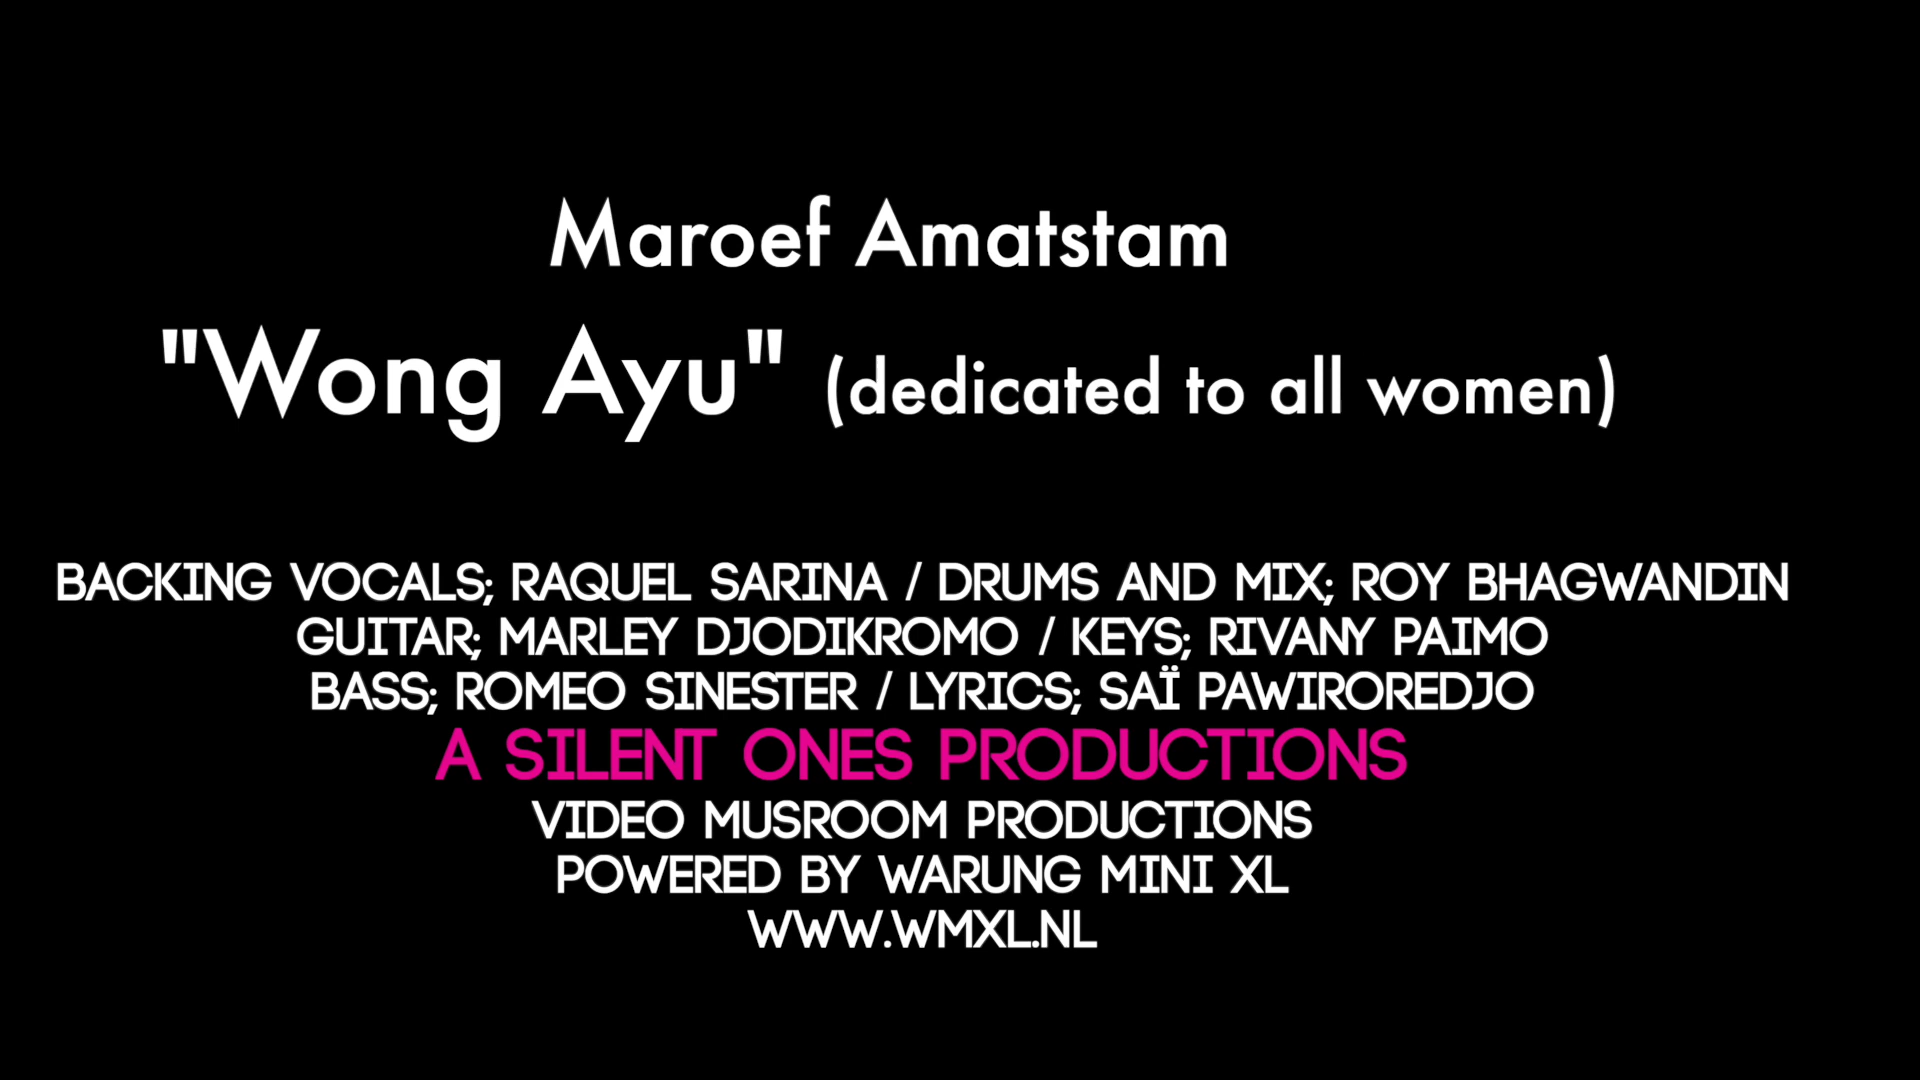 Maroef Amatstam
"Wong Ayu" (dedicated to all women)
BACKING VOCALS; RAQUEL SARINA / DRUMS AND MIX; ROY BHAGWANDIN
GUITAR; MARLEY DJODIKROMO / KEYS; RIVANY PAIMO
BASS; ROMEO SINESTER / LYRICS; SAÏ PAWIROREDJO
A SILENT ONES PRODUCTIONS
VIDEO MUSROOM PRODUCTIONS
POWERED BY WARUNG MINI XL
WWW.WMXL.NL